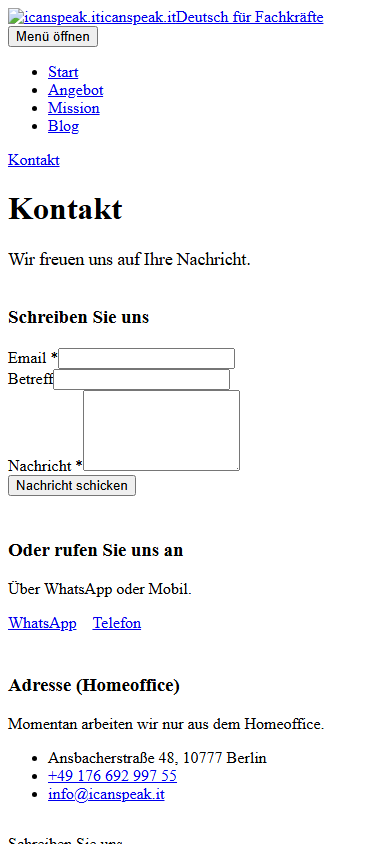 icanspeak.iticanspeak.itDeutsch für Fachkräfte
Menü öffnen
Start
Angebot
Mission
Blog
Kontakt
Kontakt
Wir freuen uns auf Ihre Nachricht.
Schreiben Sie uns
Email *
Betreff
Nachricht *
Nachricht schicken
Oder rufen Sie uns an
Über WhatsApp oder Mobil.
WhatsApp Telefon
Adresse (Homeoffice)
Momentan arbeiten wir nur aus dem Homeoffice.
Ansbacherstraße 48, 10777 Berlin
+49 176 692 997 55
info@icanspeak.it
Schreiben Sie uns